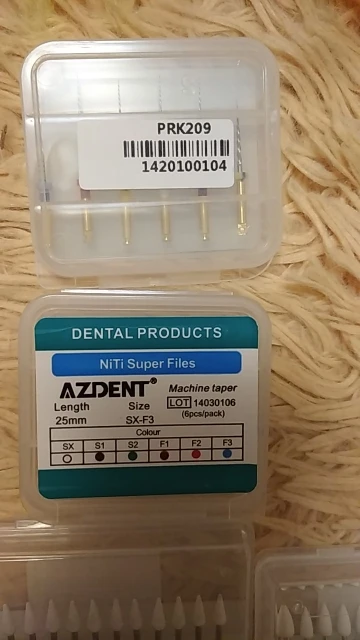 PRK209
1420100104
DENTAL PRODUCTS
NiTi Super Files
AZDENT® Machine taper
Length Size LOT 14030106
25mm SX-F3 (6pcs/pack)
Colour
SX S1 S2 F1 F2 F3